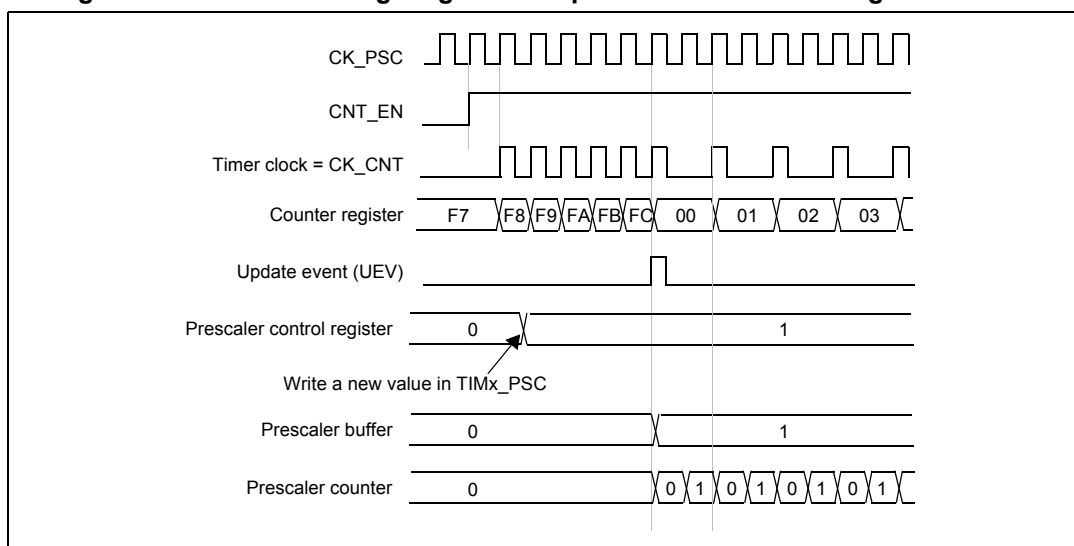 CK_PSC
CNT_EN
Timer clock = CK_CNT
Counter register F7 F8 F9 FA FB FC 00 01 02 03
Update event (UEV)
Prescaler control register 0 1
Write a new value in TIMx_PSC
Prescaler buffer 0 1
Prescaler counter 0 0 1 0 1 0 1 0 1